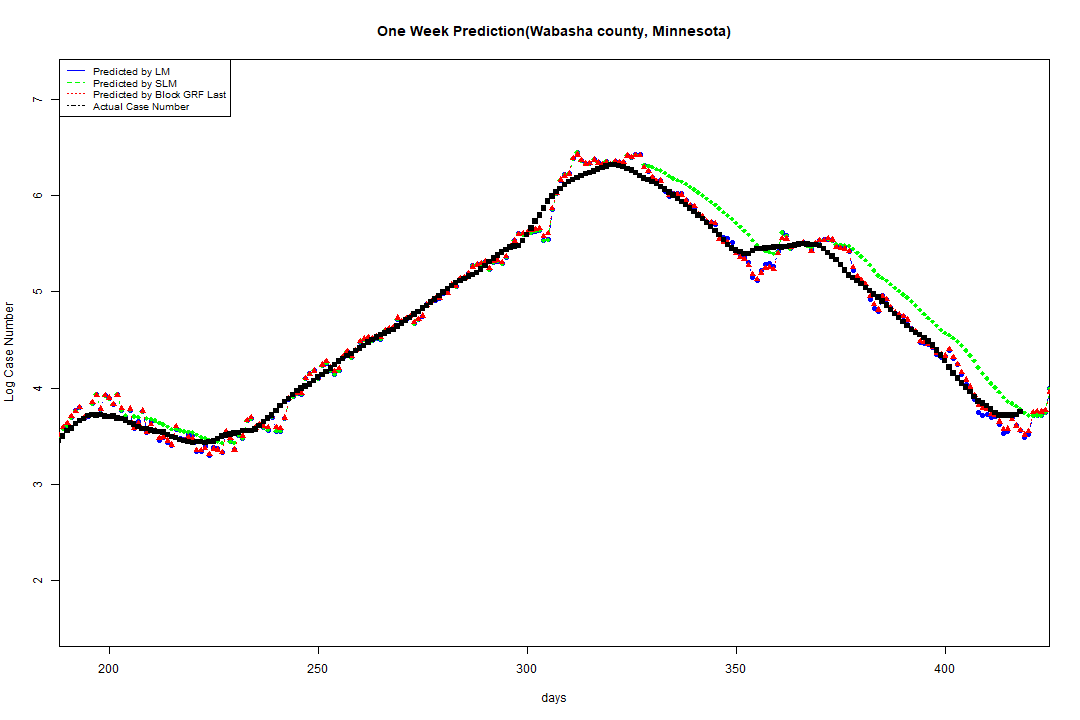 One Week Prediction(Wabasha county, Minnesota)
Predicted by LM
Predicted by SLM
Predicted by Block GRF Last
Actual Case Number
7
6
5
4
3
2
Log Case Number
200 250 300 350 400
days